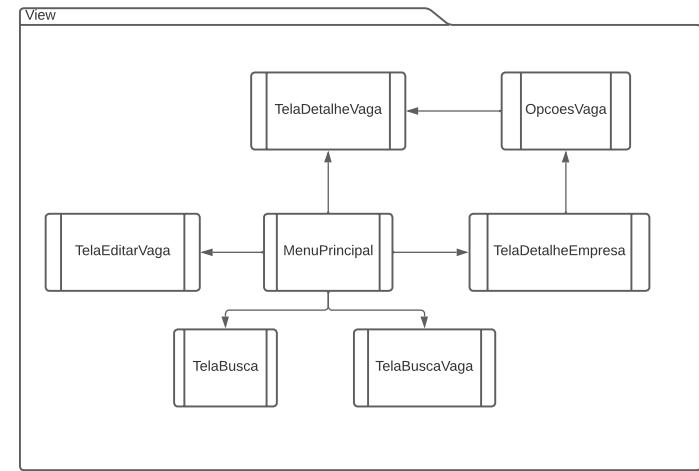 View
TelaDetalheVaga
OpcoesVaga
TelaEditarVaga
MenuPrincipal
TelaDetalheEmpresa
TelaBusca
TelaBuscaVaga